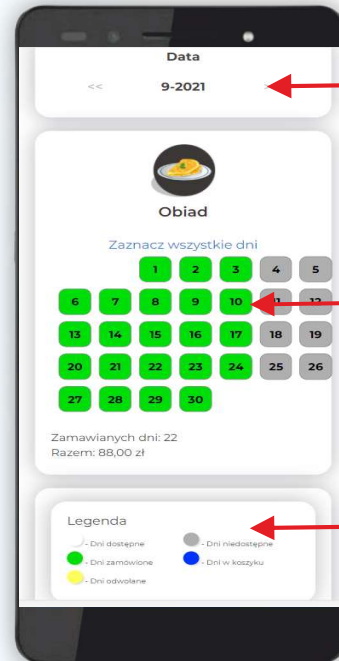 Data
<< 9-2021
Obiad
Zaznacz wszystkie dni
1 2 3 4 5
6 7 8 9 10 11 12
13 14 15 16 17 18 19
20 21 22 23 24 25 26
27 28 29 30
Zamawianych dni: 22
Razem: 88,00 zł
Legenda
- Dni dostępne - Dni niedostępne
- Dni zamówione - Dni w koszyku
- Dni odwołane